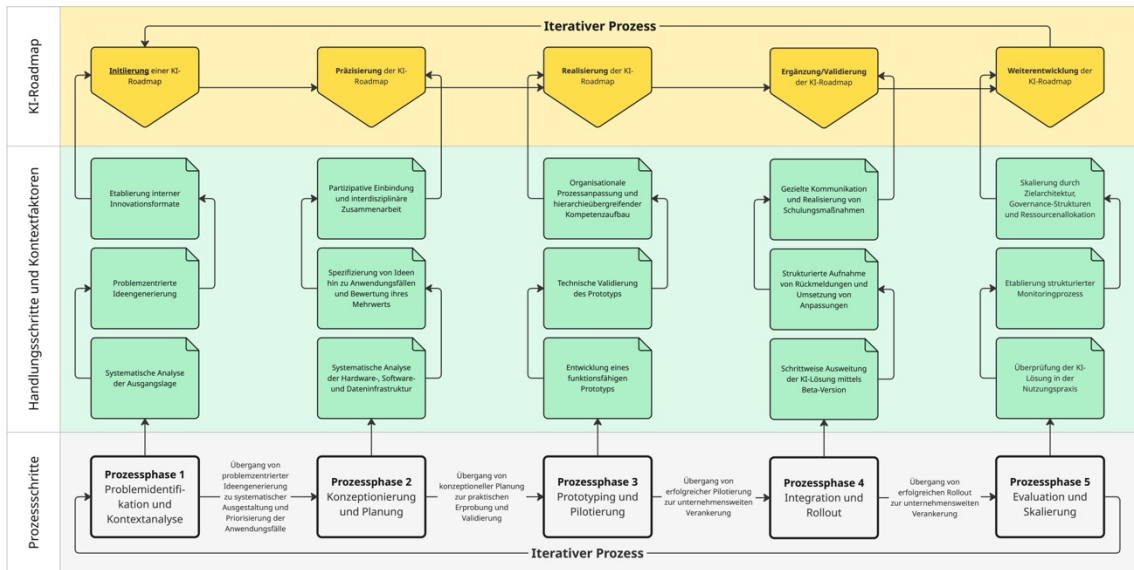 KI-Roadmap
Iterativer Prozess
Initiierung einer KI-
Roadmap
Präzisierung der KI-
Roadmap
Realisierung der KI-
Roadmap
Ergänzung/Validierung
der KI-Roadmap
Weiterentwicklung der
KI-Roadmap
Handlungsschritte und Kontextfaktoren
Etablierung interner
Innovationsformate
Partizipative Einbindung
und interdisziplinäre
Zusammenarbeit
Organisationale
Prozessanpassung und
hierarchieübergreifender
Kompetenzaufbau
Gezielte Kommunikation
und Realisierung von
Schulungsmaßnahmen
Skalierung durch
Zielarchitektur,
Governance-Strukturen
und Ressourcenallokation
Problemzentrierte
Ideengenerierung
Spezifizierung von Ideen
hin zu Anwendungsfällen
und Bewertung ihres
Mehrwerts
Technische Validierung
des Prototyps
Strukturierte Aufnahme
von Rückmeldungen und
Umsetzung von
Anpassungen
Etablierung strukturierter
Monitoringprozess
Systematische Analyse
der Ausgangslage
Systematische Analyse
der Hardware-, Software-
und Dateninfrastruktur
Entwicklung eines
funktionsfähigen
Prototyps
Schrittweise Ausweitung
der KI-Lösung mittels
Beta-Version
Überprüfung der KI-
Lösung in der
Nutzungspraxis
Prozessschritte
Prozessphase 1
Problemidentifi-
kation und
Kontextanalyse
Übergang von
problemzentrierter
Ideengenerierung
zu systematischer
Ausgestaltung und
Priorisierung der
Anwendungsfälle
Prozessphase 2
Konzeptionierung
und Planung
Übergang von
konzeptioneller Planung
zur praktischen
Erprobung und
Validierung
Prozessphase 3
Prototyping und
Pilotierung
Übergang von
erfolgreicher Pilotierung
zur unternehmsweiten
Verankerung
Prozessphase 4
Integration und
Rollout
Übergang von
erfolgreichen Rollout
zur unternehmsweiten
Verankerung
Prozessphase 5
Evaluation und
Skalierung
Iterativer Prozess